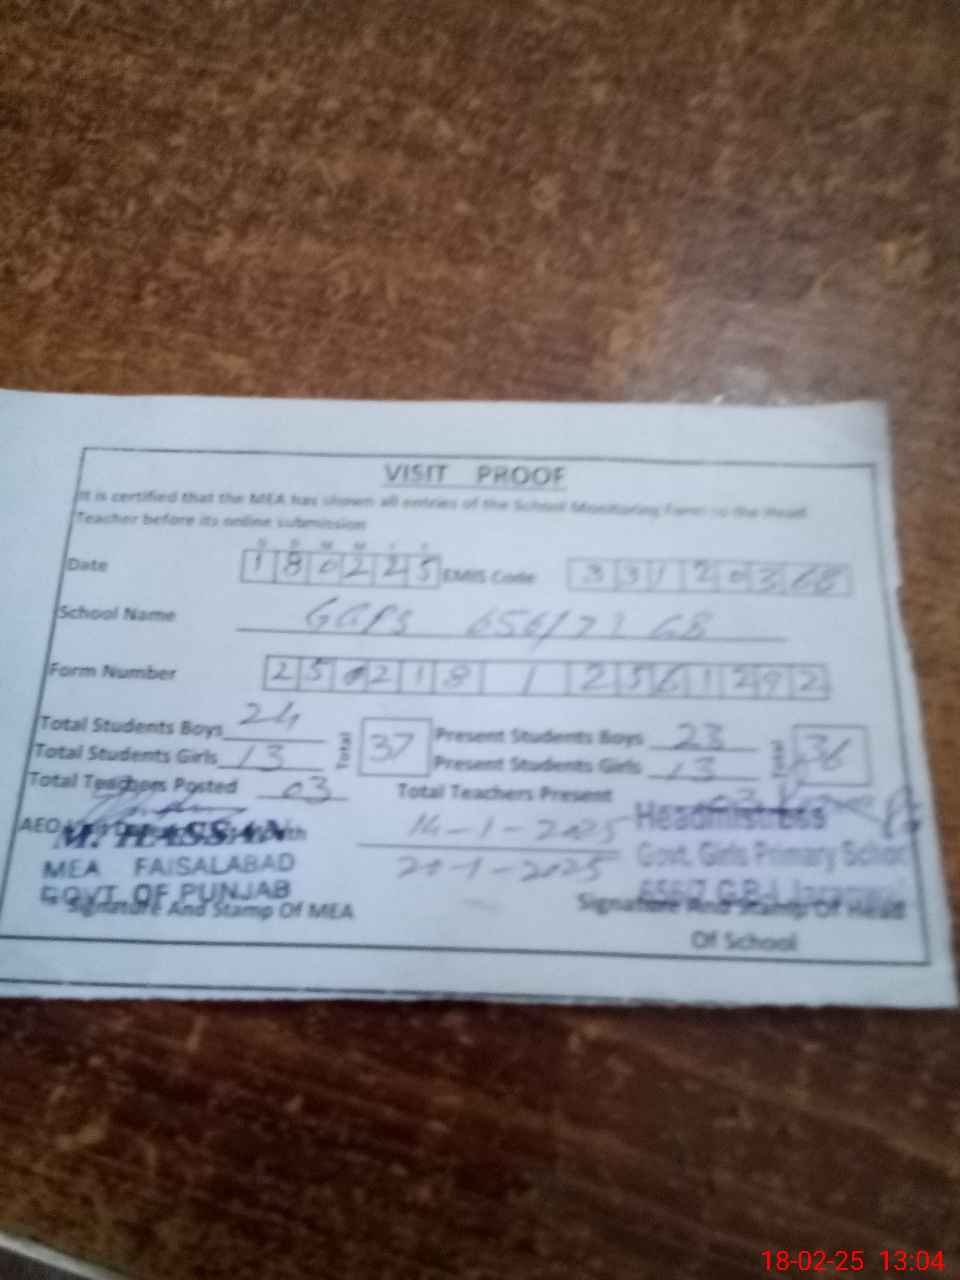 VISIT PROOF
It is certified that the MEA has shown all entries of the School Monitoring Form to the Head
Teacher before its online submission
D D M M Y Y
Date 1 8 0 2 2 5 EMIS Code 3 3 1 2 0 3 6 8
School Name GGPS 656/7 GB
Form Number 2 5 0 2 1 8 1 2 5 6 1 2 9 2
Total Students Boys 24 Total 37 Present Students Boys 23 Total 36
Total Students Girls 13 Present Students Girls 13
Total Teachers Posted 03 Total Teachers Present 03
AEO 14-1-2025 Headmistress
M. HASSAN
MEA FAISALABAD 20-1-2025 Govt. Girls Primary School
GOVT. OF PUNJAB 656/7 G.B
Signature And Stamp Of MEA Signature And Stamp Of Head
Of School
18-02-25 13:04